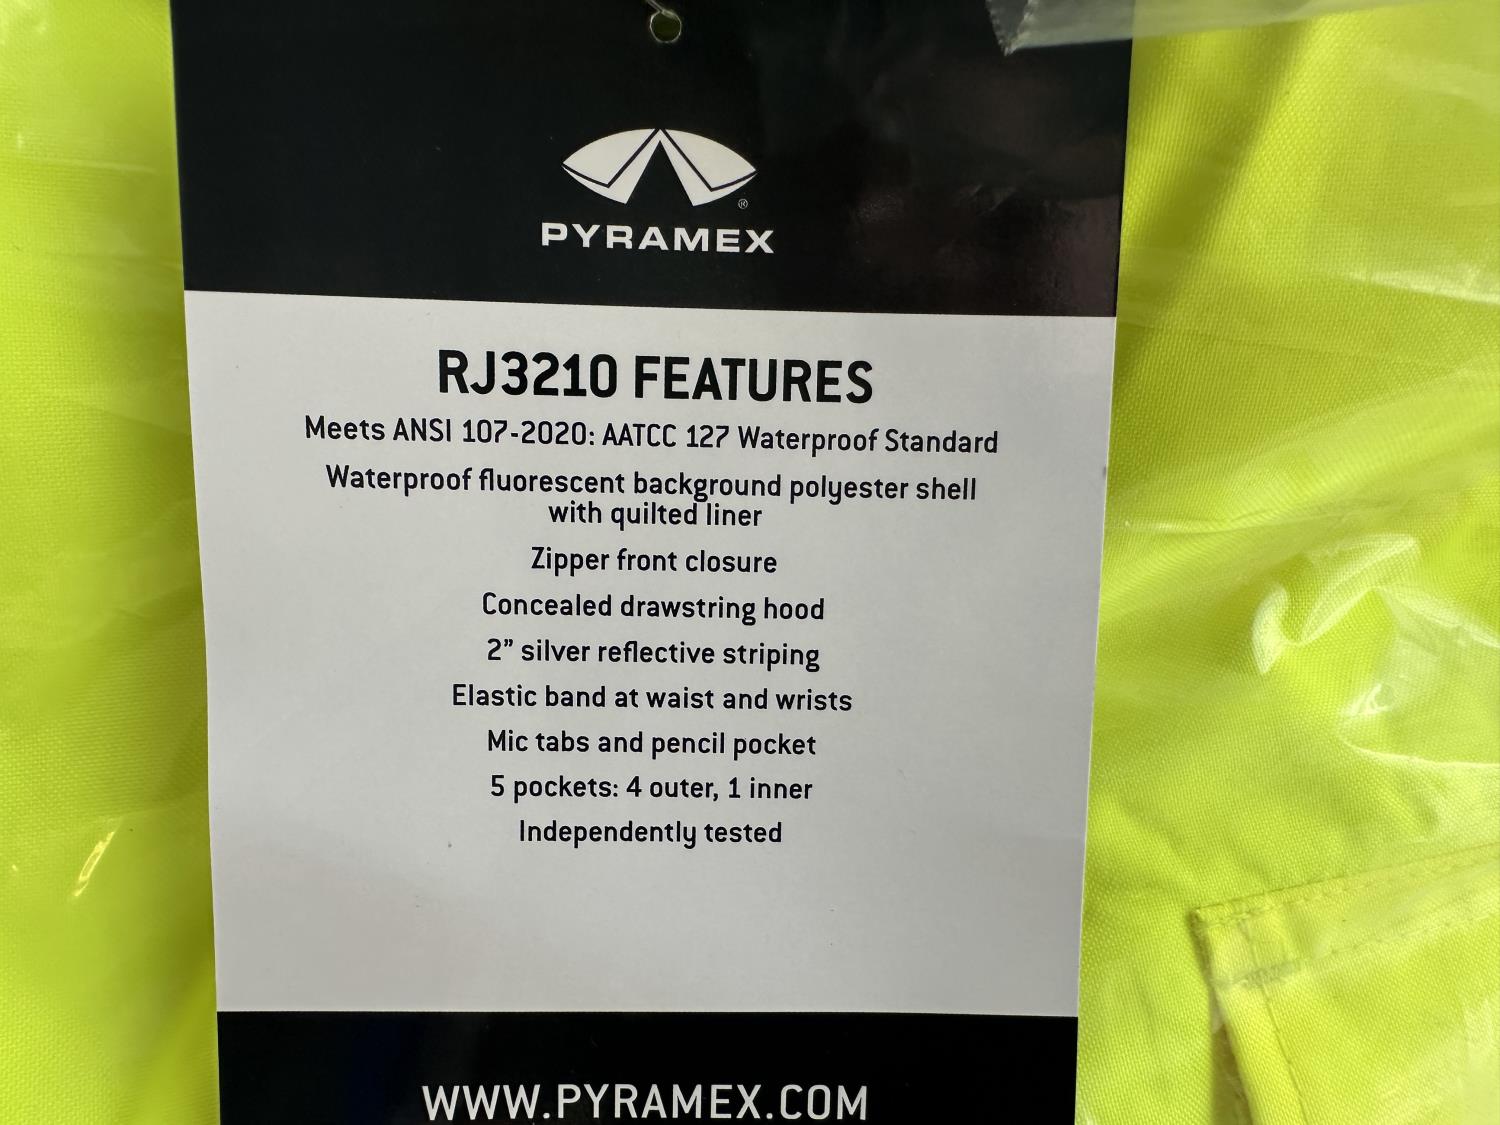 ®
PYRAMEX
RJ3210 FEATURES
Meets ANSI 107-2020: AATCC 127 Waterproof Standard
Waterproof fluorescent background polyester shell
with quilted liner
Zipper front closure
Concealed drawstring hood
2” silver reflective striping
Elastic band at waist and wrists
Mic tabs and pencil pocket
5 pockets: 4 outer, 1 inner
Independently tested
WWW.PYRAMEX.COM